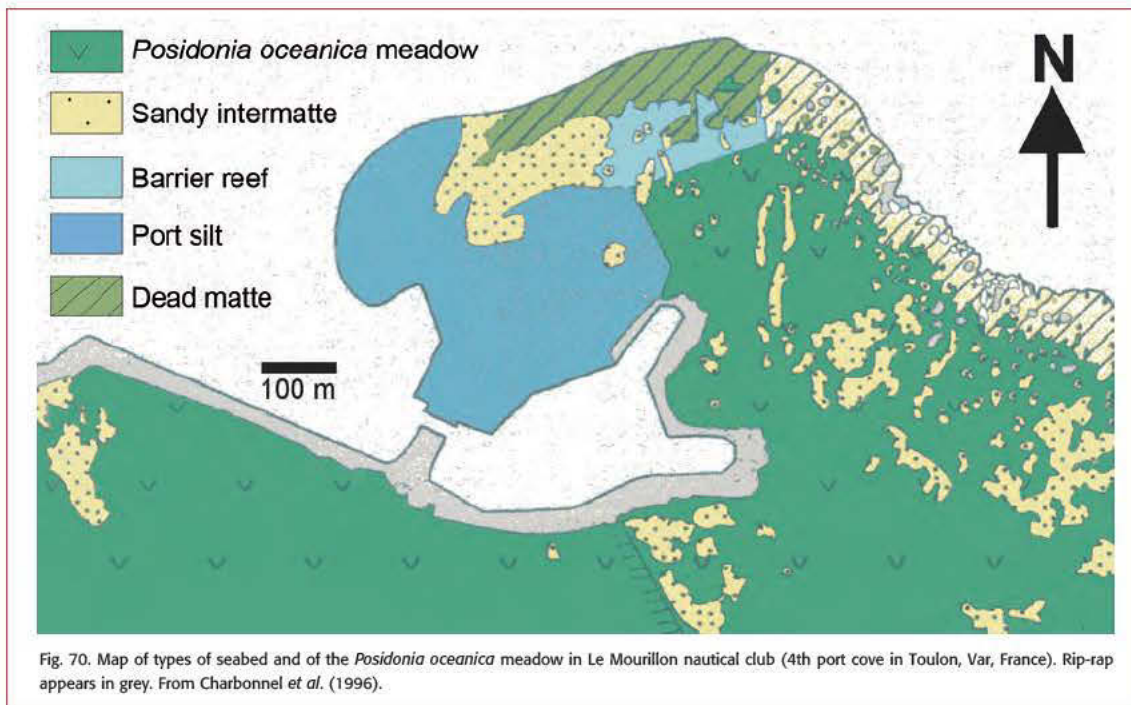 Posidonia oceanica meadow
Sandy intermatte
Barrier reef
Port silt
Dead matte
N
100 m
Fig. 70. Map of types of seabed and of the Posidonia oceanica meadow in Le Mourillon nautical club (4th port cove in Toulon, Var, France). Rip-rap
appears in grey. From Charbonnel et al. (1996).